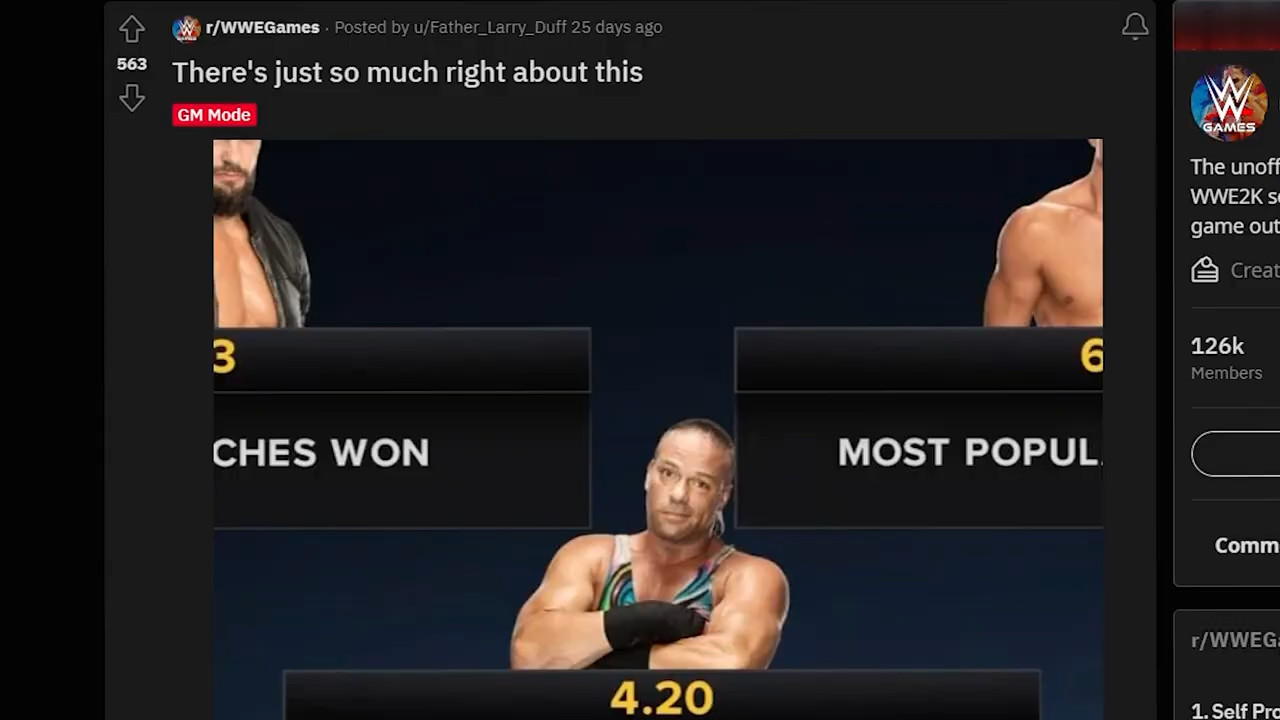 r/WWEGames · Posted by u/Father_Larry_Duff 25 days ago
563
There's just so much right about this
GM Mode
3
6
CHES WON
MOST POPUL
4.20
W
GAMES
The unoff
WWE2K s
game out
Creat
126k
Members
Comm
r/WWEGa
1. Self Pro